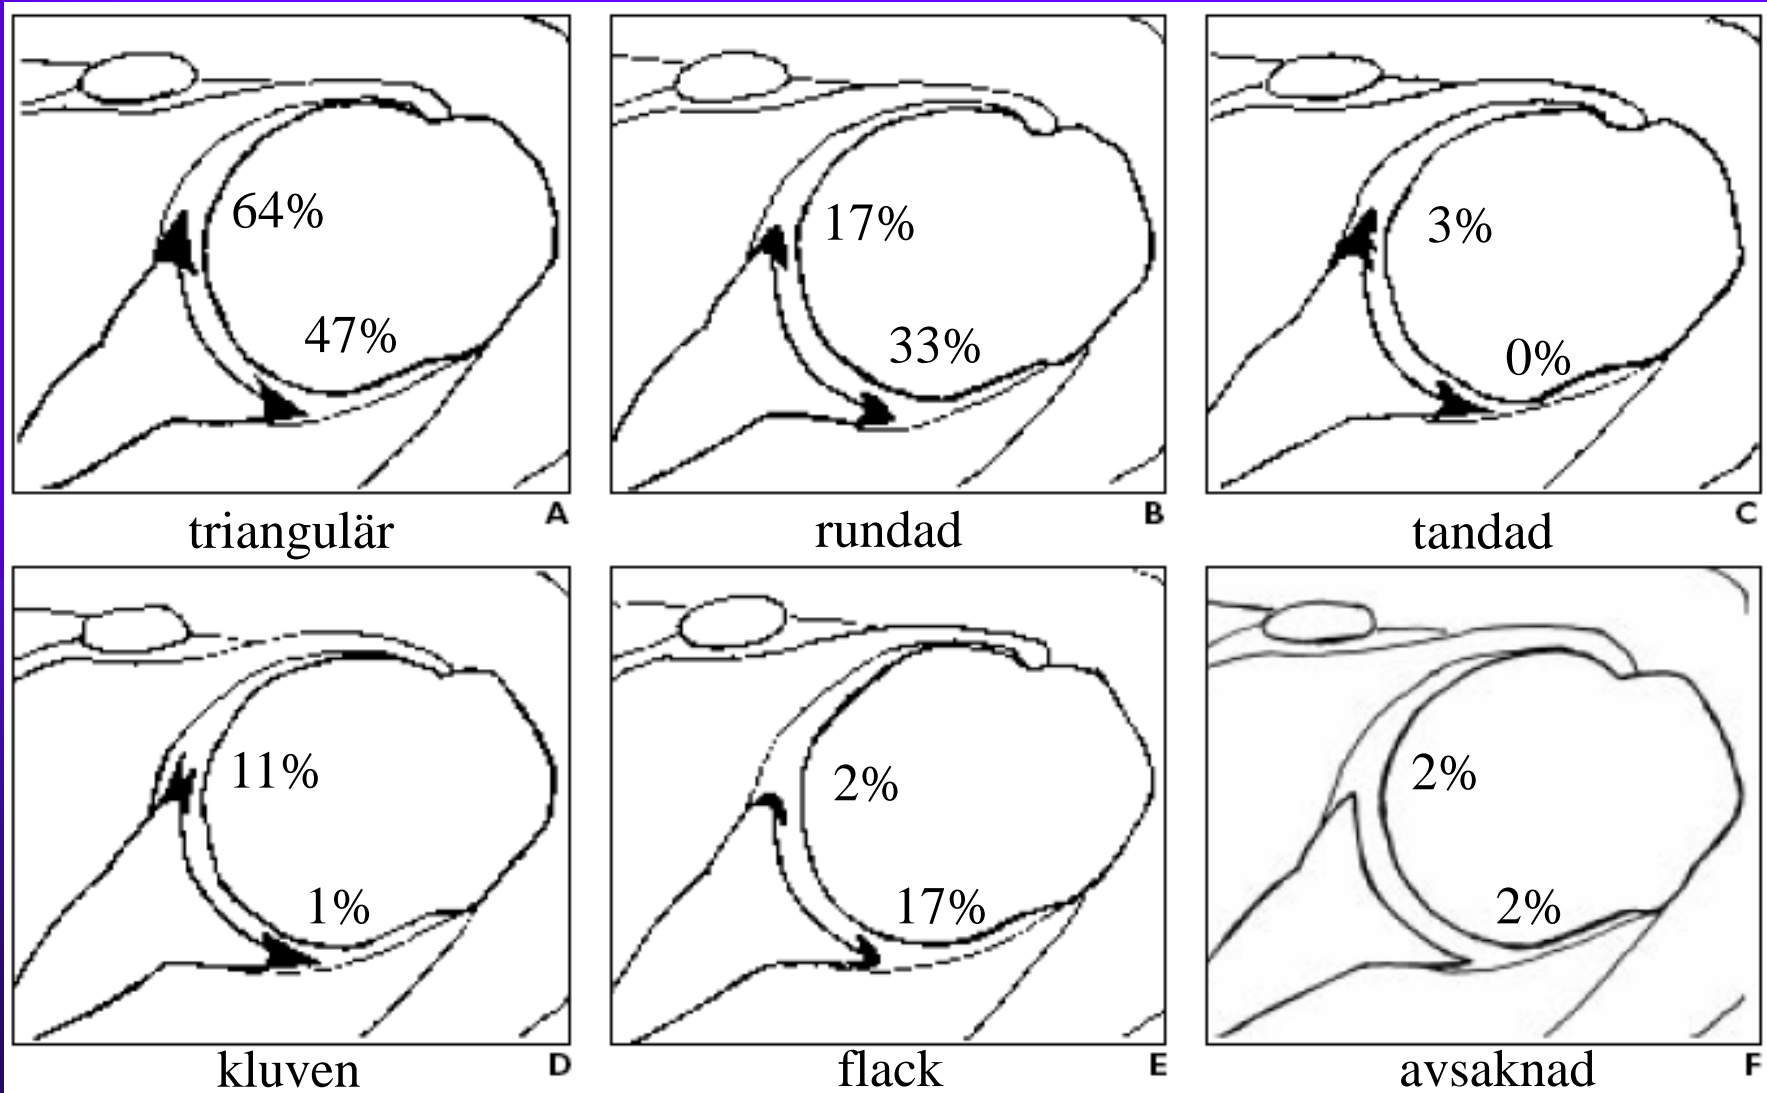 64%
47%
A
triangulär
17%
33%
B
rundad
3%
0%
C
tandad
11%
1%
D
kluven
2%
17%
E
flack
2%
2%
F
avsaknad